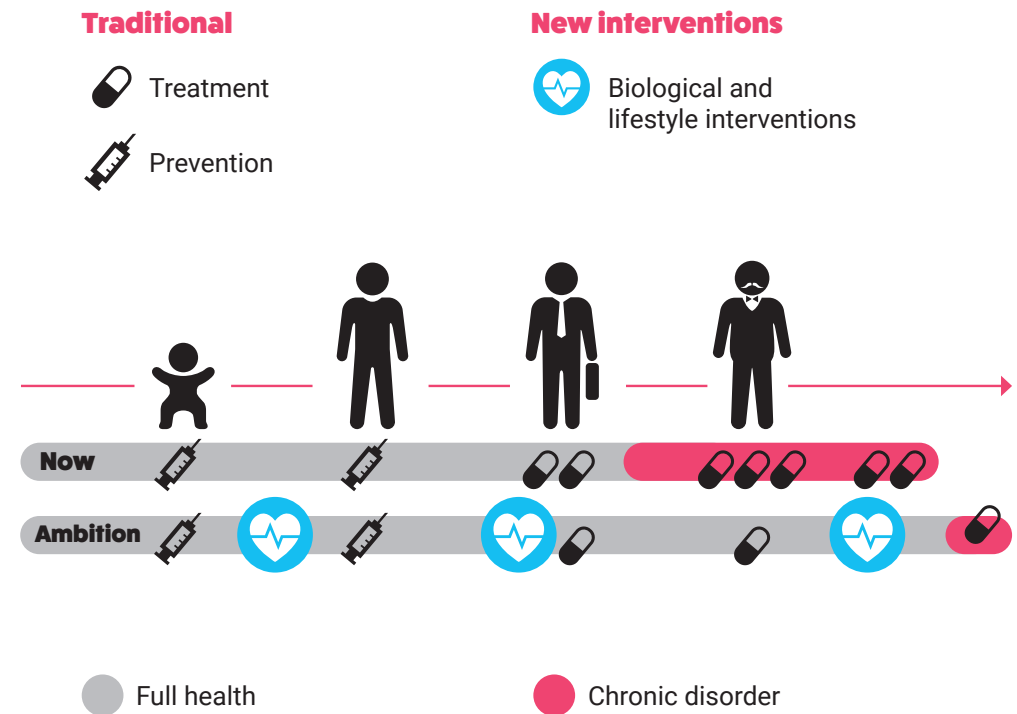 Traditional
New interventions
Treatment
Biological and
lifestyle interventions
Prevention
Now
Ambition
Full health
Chronic disorder